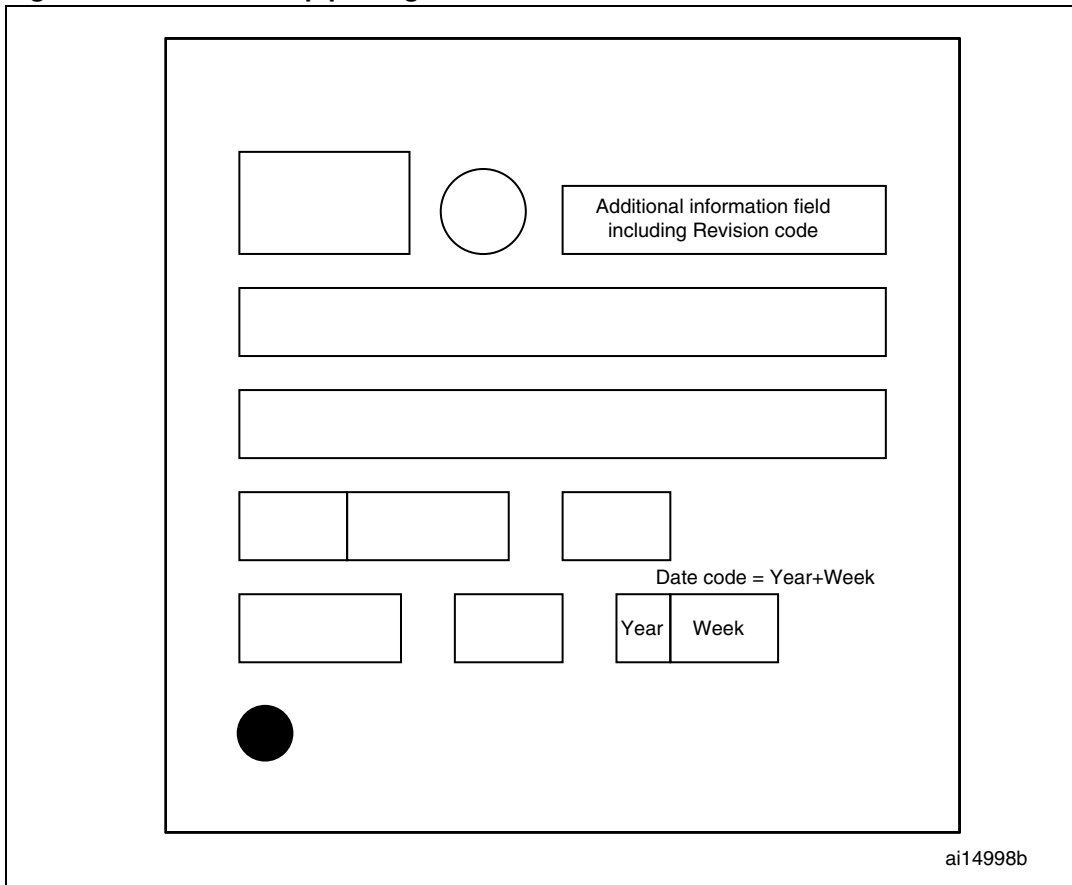 Additional information field
including Revision code
Date code = Year+Week
Year Week
ai14998b